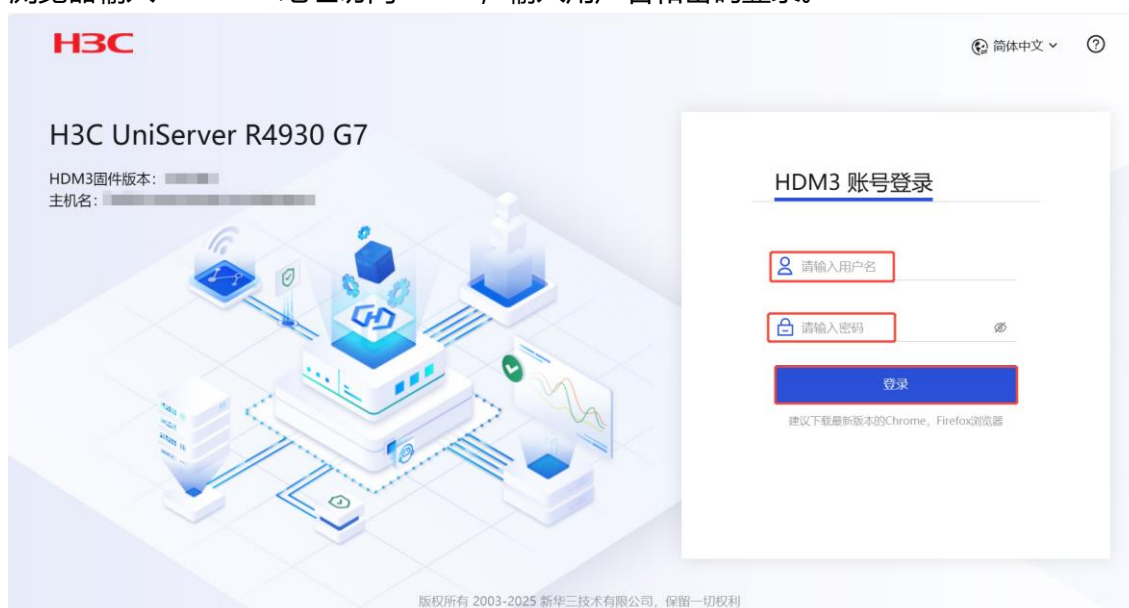 H3C
简体中文
H3C UniServer R4930 G7
HDM3固件版本:
主机名:
HDM3 账号登录
请输入用户名
请输入密码
登录
建议下载最新版本的Chrome，Firefox浏览器
版权所有 2003-2025 新华三技术有限公司，保留一切权利